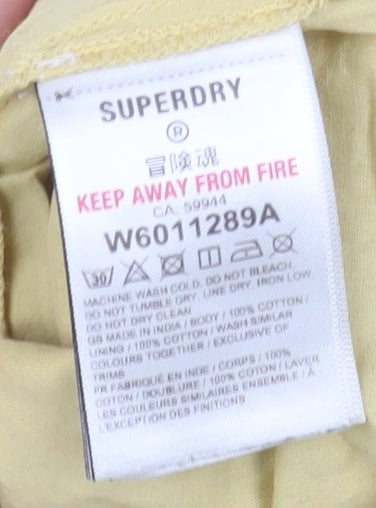 SUPERDRY
®
冒険魂
KEEP AWAY FROM FIRE
CA: 59944
W6011289A
30
MACHINE WASH COLD. DO NOT BLEACH.
DO NOT TUMBLE DRY. LINE DRY. IRON LOW.
DO NOT DRY CLEAN
GB MADE IN INDIA / BODY / 100% COTTON /
LINING / 100% COTTON / WASH SIMILAR
COLOURS TOGETHER / EXCLUSIVE OF
TRIMS
FR FABRIQUÉ EN INDE / CORPS / 100%
COTON / DOUBLURE / 100% COTON / LAVER
LES COULEURS SIMILAIRES ENSEMBLE / À
L'EXCEPTION DES FINITIONS